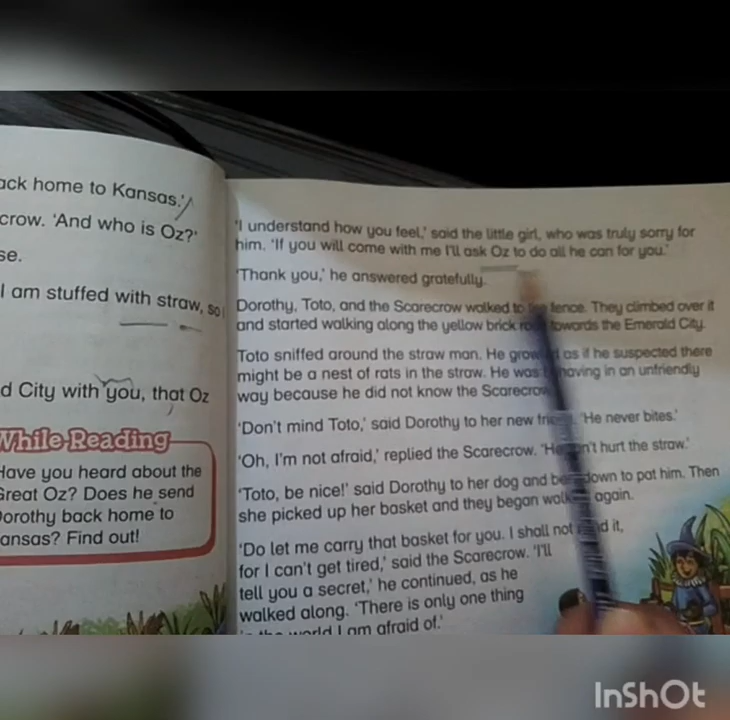 ack home to Kansas.'
crow. 'And who is Oz?'
se.
I am stuffed with straw, so
d City with you, that Oz
While-Reading
Have you heard about the
Great Oz? Does he send
Dorothy back home to
ansas? Find out!
'I understand how you feel,' said the little girl, who was truly sorry for
him. 'If you will come with me I'll ask Oz to do all he can for you.'
'Thank you,' he answered gratefully.
Dorothy, Toto, and the Scarecrow walked to fence. They climbed over it
and started walking along the yellow brick towards the Emerald City.
Toto sniffed around the straw man. He as if he suspected there
might be a nest of rats in the straw. He was in an unfriendly
way because he did not know the Scarecrow
'Don't mind Toto,' said Dorothy to her new 'He never bites.'
'Oh, I'm not afraid,' replied the Scarecrow. hurt the straw.'
'Toto, be nice!' said Dorothy to her dog and down to pat him. Then
she picked up her basket and they began again.
'Do let me carry that basket for you. I shall not it,
for I can't get tired,' said the Scarecrow. 'I'll
tell you a secret,' he continued, as he
walked along. 'There is only one thing
world I am afraid of.'
InShOt